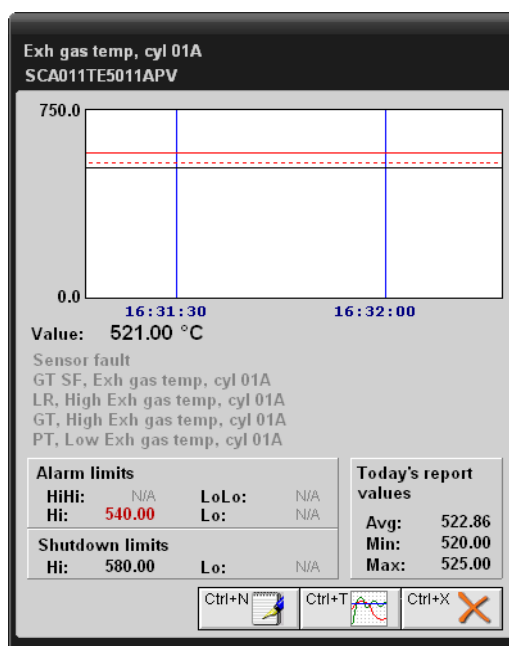 Exh gas temp, cyl 01A
SCA011TE5011APV
750.0
0.0
16:31:30 16:32:00
Value: 521.00 °C
Sensor fault
GT SF, Exh gas temp, cyl 01A
LR, High Exh gas temp, cyl 01A
GT, High Exh gas temp, cyl 01A
PT, Low Exh gas temp, cyl 01A
Alarm limits
HiHi: N/A LoLo: N/A
Hi: 540.00 Lo: N/A
Shutdown limits
Hi: 580.00 Lo: N/A
Today's report
values
Avg: 522.86
Min: 520.00
Max: 525.00
Ctrl+N Ctrl+T Ctrl+X